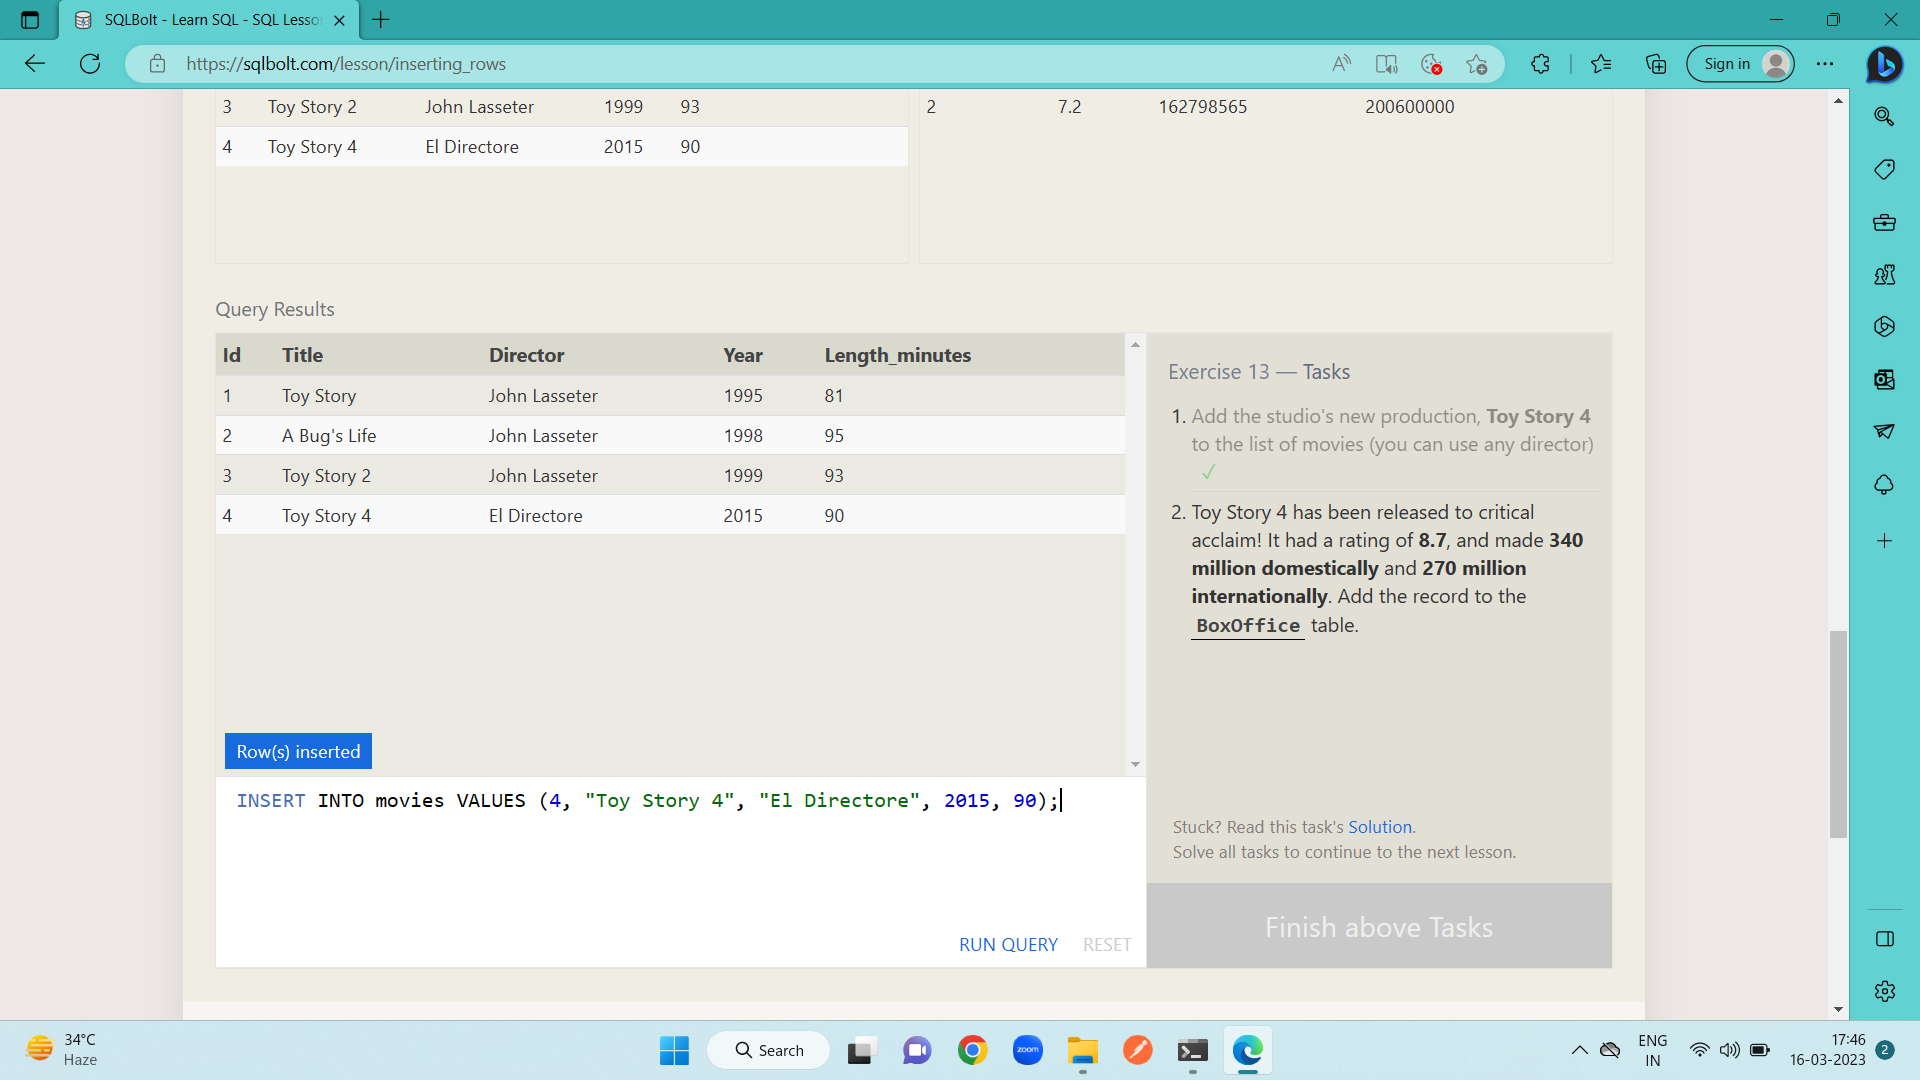 SQLBolt - Learn SQL - SQL Lesso
https://sqlbolt.com/lesson/inserting_rows
Sign in
3 Toy Story 2 John Lasseter 1999 93
4 Toy Story 4 El Directore 2015 90
2 7.2 162798565 200600000
Query Results
Id Title Director Year Length_minutes
1 Toy Story John Lasseter 1995 81
2 A Bug's Life John Lasseter 1998 95
3 Toy Story 2 John Lasseter 1999 93
4 Toy Story 4 El Directore 2015 90
Row(s) inserted
INSERT INTO movies VALUES (4, "Toy Story 4", "El Directore", 2015, 90);
RUN QUERY RESET
Exercise 13 — Tasks
1. Add the studio's new production, Toy Story 4
to the list of movies (you can use any director)
✓
2. Toy Story 4 has been released to critical
acclaim! It had a rating of 8.7, and made 340
million domestically and 270 million
internationally. Add the record to the
BoxOffice table.
Stuck? Read this task's Solution.
Solve all tasks to continue to the next lesson.
Finish above Tasks
34°C
Haze
Search
zoom
ENG
IN
17:46
16-03-2023
2